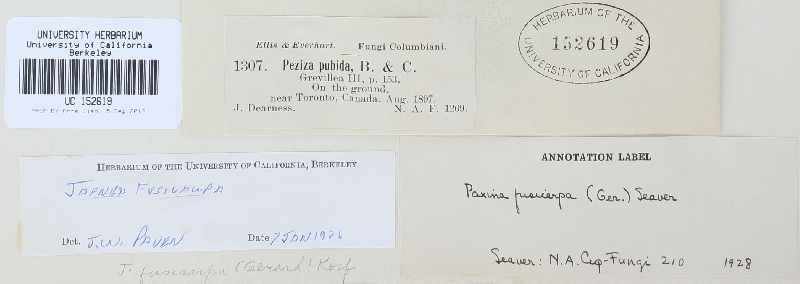 UNIVERSITY HERBARIUM
University of California
Berkeley
UC 152619
Ellis & Everhart. — Fungi Columbiani.
1307. Peziza pubida, B. & C.
Grevillea III, p. 153.
On the ground,
near Toronto, Canada, Aug. 1897.
J. Dearness. N. A. F. 1269.
HERBARIUM OF THE
152619
UNIVERSITY OF CALIFORNIA
HERBARIUM OF THE UNIVERSITY OF CALIFORNIA, BERKELEY
JAFNEA FUSICARPA
Det. J.W. PADEN Date 7 JAN 1976
J. fusicarpa (Gerard) Korf
ANNOTATION LABEL
Paxina fusicarpa (Ger.) Seaver
Seaver: N.A. Cup-Fungi 210 1928